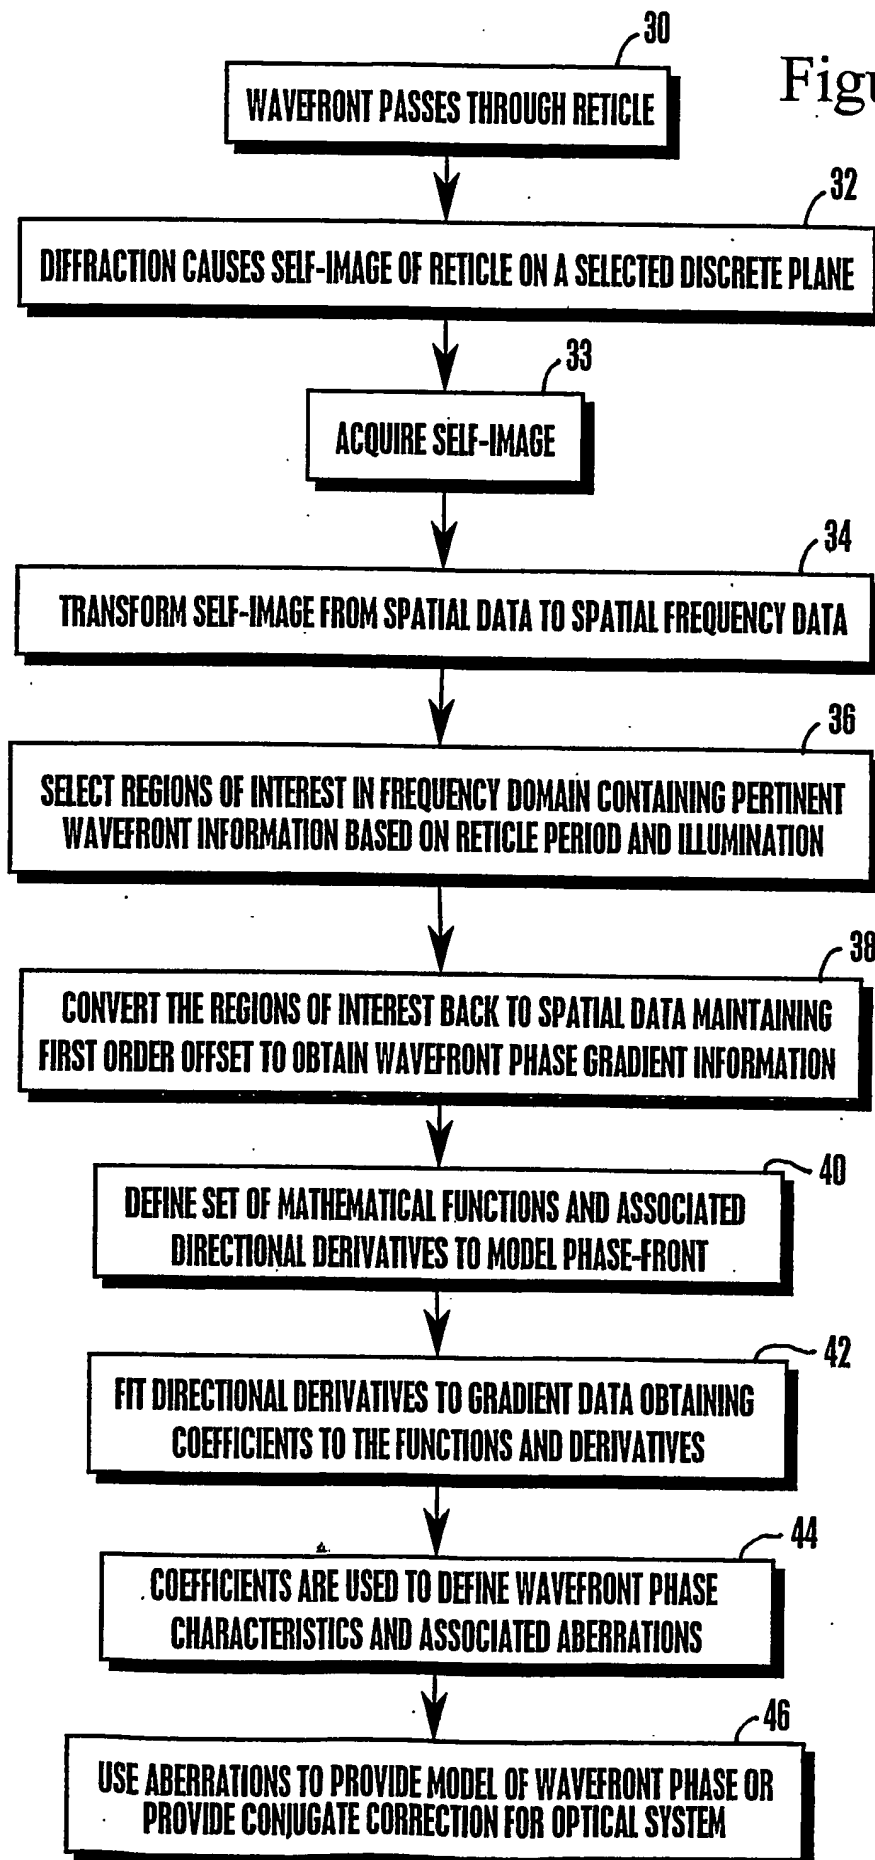 30
Figu
WAVEFRONT PASSES THROUGH RETICLE
32
DIFFRACTION CAUSES SELF-IMAGE OF RETICLE ON A SELECTED DISCRETE PLANE
33
ACQUIRE SELF-IMAGE
34
TRANSFORM SELF-IMAGE FROM SPATIAL DATA TO SPATIAL FREQUENCY DATA
36
SELECT REGIONS OF INTEREST IN FREQUENCY DOMAIN CONTAINING PERTINENT
WAVEFRONT INFORMATION BASED ON RETICLE PERIOD AND ILLUMINATION
38
CONVERT THE REGIONS OF INTEREST BACK TO SPATIAL DATA MAINTAINING
FIRST ORDER OFFSET TO OBTAIN WAVEFRONT PHASE GRADIENT INFORMATION
40
DEFINE SET OF MATHEMATICAL FUNCTIONS AND ASSOCIATED
DIRECTIONAL DERIVATIVES TO MODEL PHASE-FRONT
42
FIT DIRECTIONAL DERIVATIVES TO GRADIENT DATA OBTAINING
COEFFICIENTS TO THE FUNCTIONS AND DERIVATIVES
44
COEFFICIENTS ARE USED TO DEFINE WAVEFRONT PHASE
CHARACTERISTICS AND ASSOCIATED ABERRATIONS
46
USE ABERRATIONS TO PROVIDE MODEL OF WAVEFRONT PHASE OR
PROVIDE CONJUGATE CORRECTION FOR OPTICAL SYSTEM